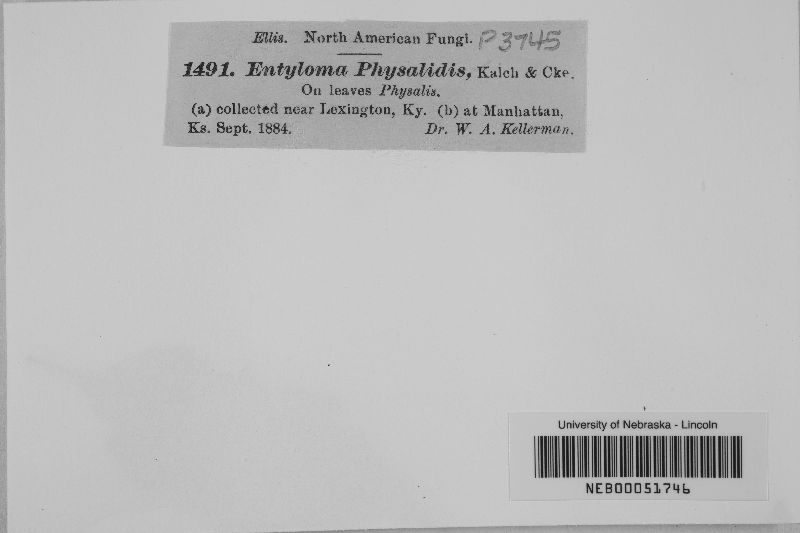 Ellis. North American Fungi. P3745
1491. Entyloma Physalidis, Kalch & Cke.
On leaves Physalis.
(a) collected near Lexington, Ky. (b) at Manhattan,
Ks. Sept. 1884. Dr. W. A. Kellerman.
University of Nebraska - Lincoln
NEB00051746